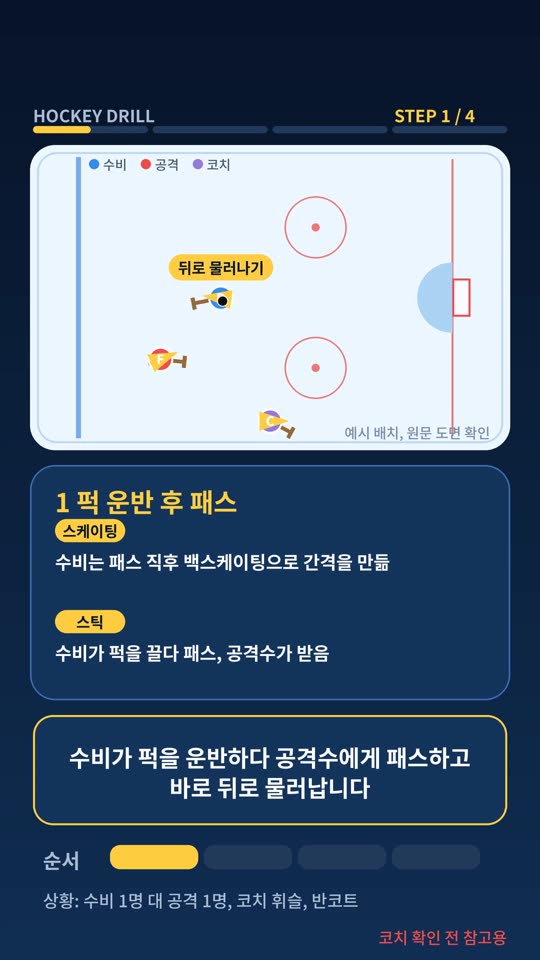 HOCKEY DRILL
STEP 1 / 4
수비 공격 코치
뒤로 물러나기
F
C
예시 배치, 원문 도면 확인
1 퍽 운반 후 패스
스케이팅
수비는 패스 직후 백스케이팅으로 간격을 만듦
스틱
수비가 퍽을 끌다 패스, 공격수가 받음
수비가 퍽을 운반하다 공격수에게 패스하고
바로 뒤로 물러납니다
순서
상황: 수비 1명 대 공격 1명, 코치 휘슬, 반코트
코치 확인 전 참고용